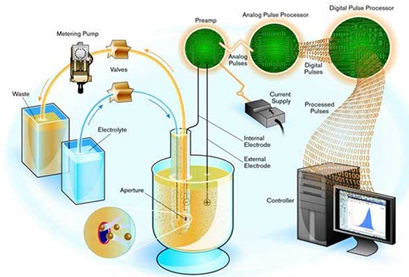 Digital Pulse Processor
Analog Pulse Processor
Preamp
Metering Pump
Valves
Analog
Pulses
Digital
Pulses
Waste
Current
Supply
Processed
Pulses
Electrolyte
Internal
Electrode
External
Electrode
Aperture
Controller